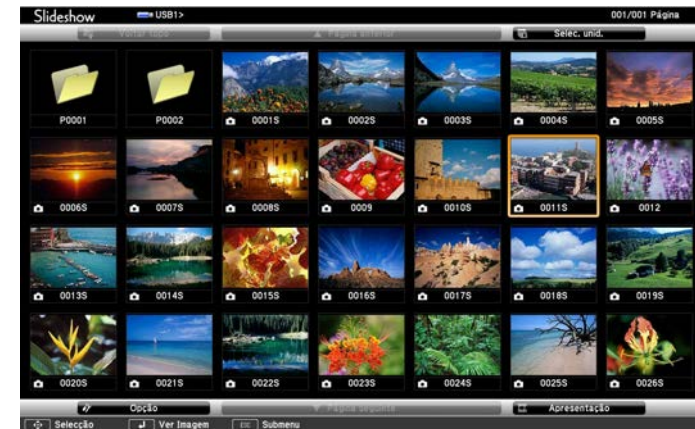 Slideshow USB1> 001/001 Página
Voltar topo Página anterior Selec. unid.
P0001 P0002 0001S 0002S 0003S 0004S 0005S
0006S 0007S 0008S 0009 0010S 0011S 0012
0013S 0014S 0015S 0016S 0017S 0018S 0019S
0020S 0021S 0022S 0023S 0024S 0025S 0026S
Opção Página seguinte Apresentação
Selecção Ver Imagem Esc Submenu